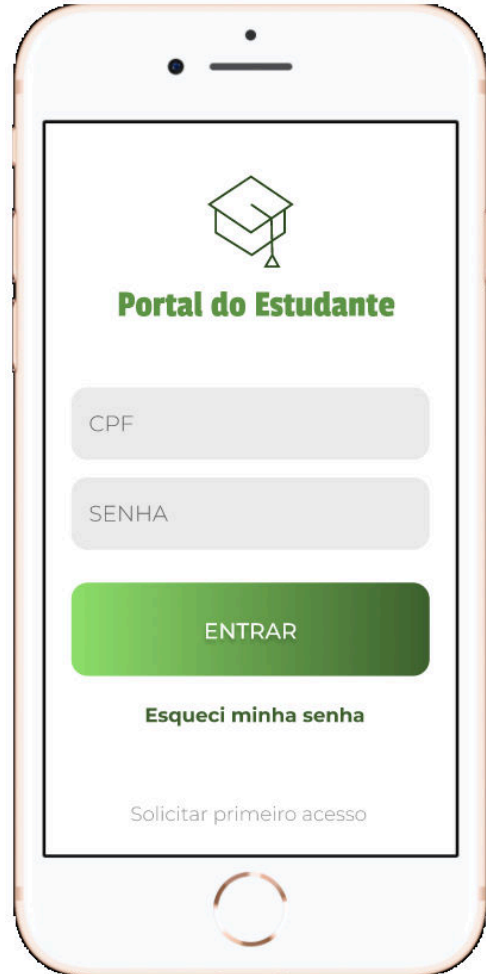 Portal do Estudante
CPF
SENHA
ENTRAR
Esqueci minha senha
Solicitar primeiro acesso